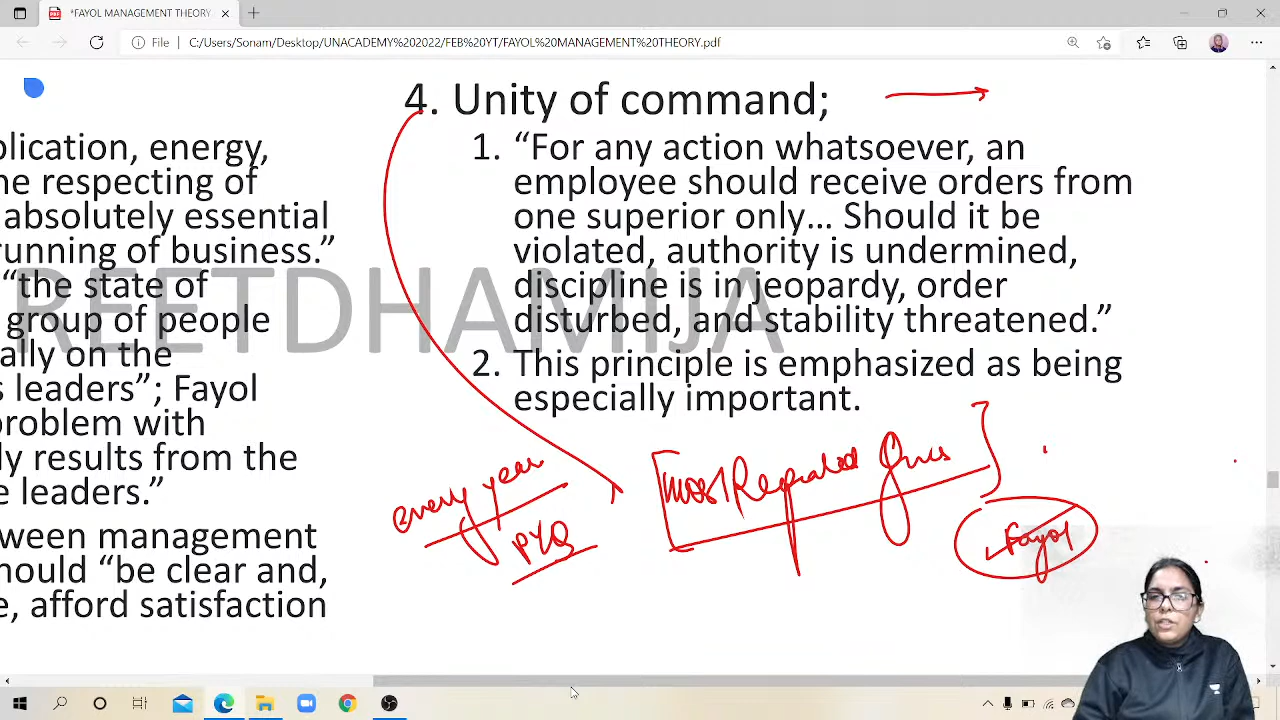 *FAYOL MANAGEMENT THEORY
File
C:/Users/Sonam/Desktop/UNACADEMY%202022/FEB%20YT/FAYOL%20MANAGEMENT%20THEORY.pdf
plication, energy,
he respecting of
absolutely essential
running of business.”
“the state of
group of people
ally on the
s leaders”; Fayol
problem with
ly results from the
e leaders.”
ween management
hould “be clear and,
e, afford satisfaction
REETDHAMIJA
4. Unity of command;
1. “For any action whatsoever, an
employee should receive orders from
one superior only... Should it be
violated, authority is undermined,
discipline is in jeopardy, order
disturbed, and stability threatened.”
2. This principle is emphasized as being
especially important.
every year
PYQ
[most Repeated Ques]
Fayol